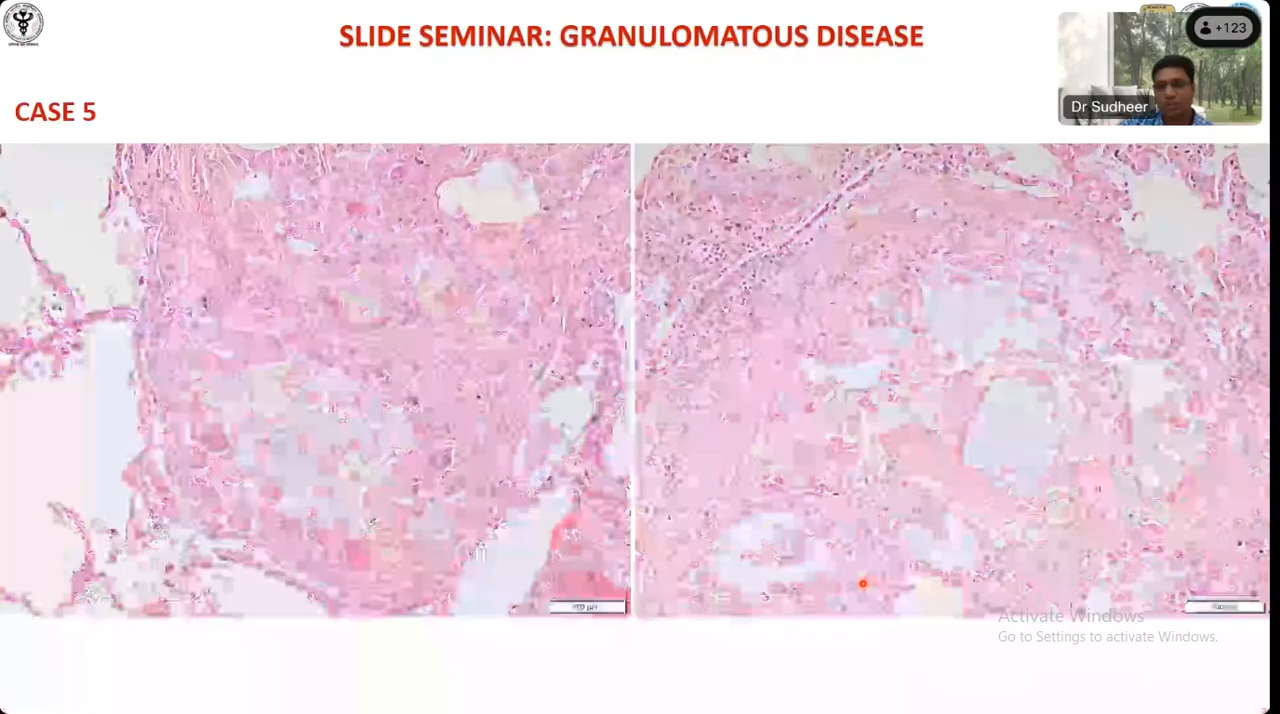 SLIDE SEMINAR: GRANULOMATOUS DISEASE
+123
Dr Sudheer
CASE 5
Activate Windows
Go to Settings to activate Windows.